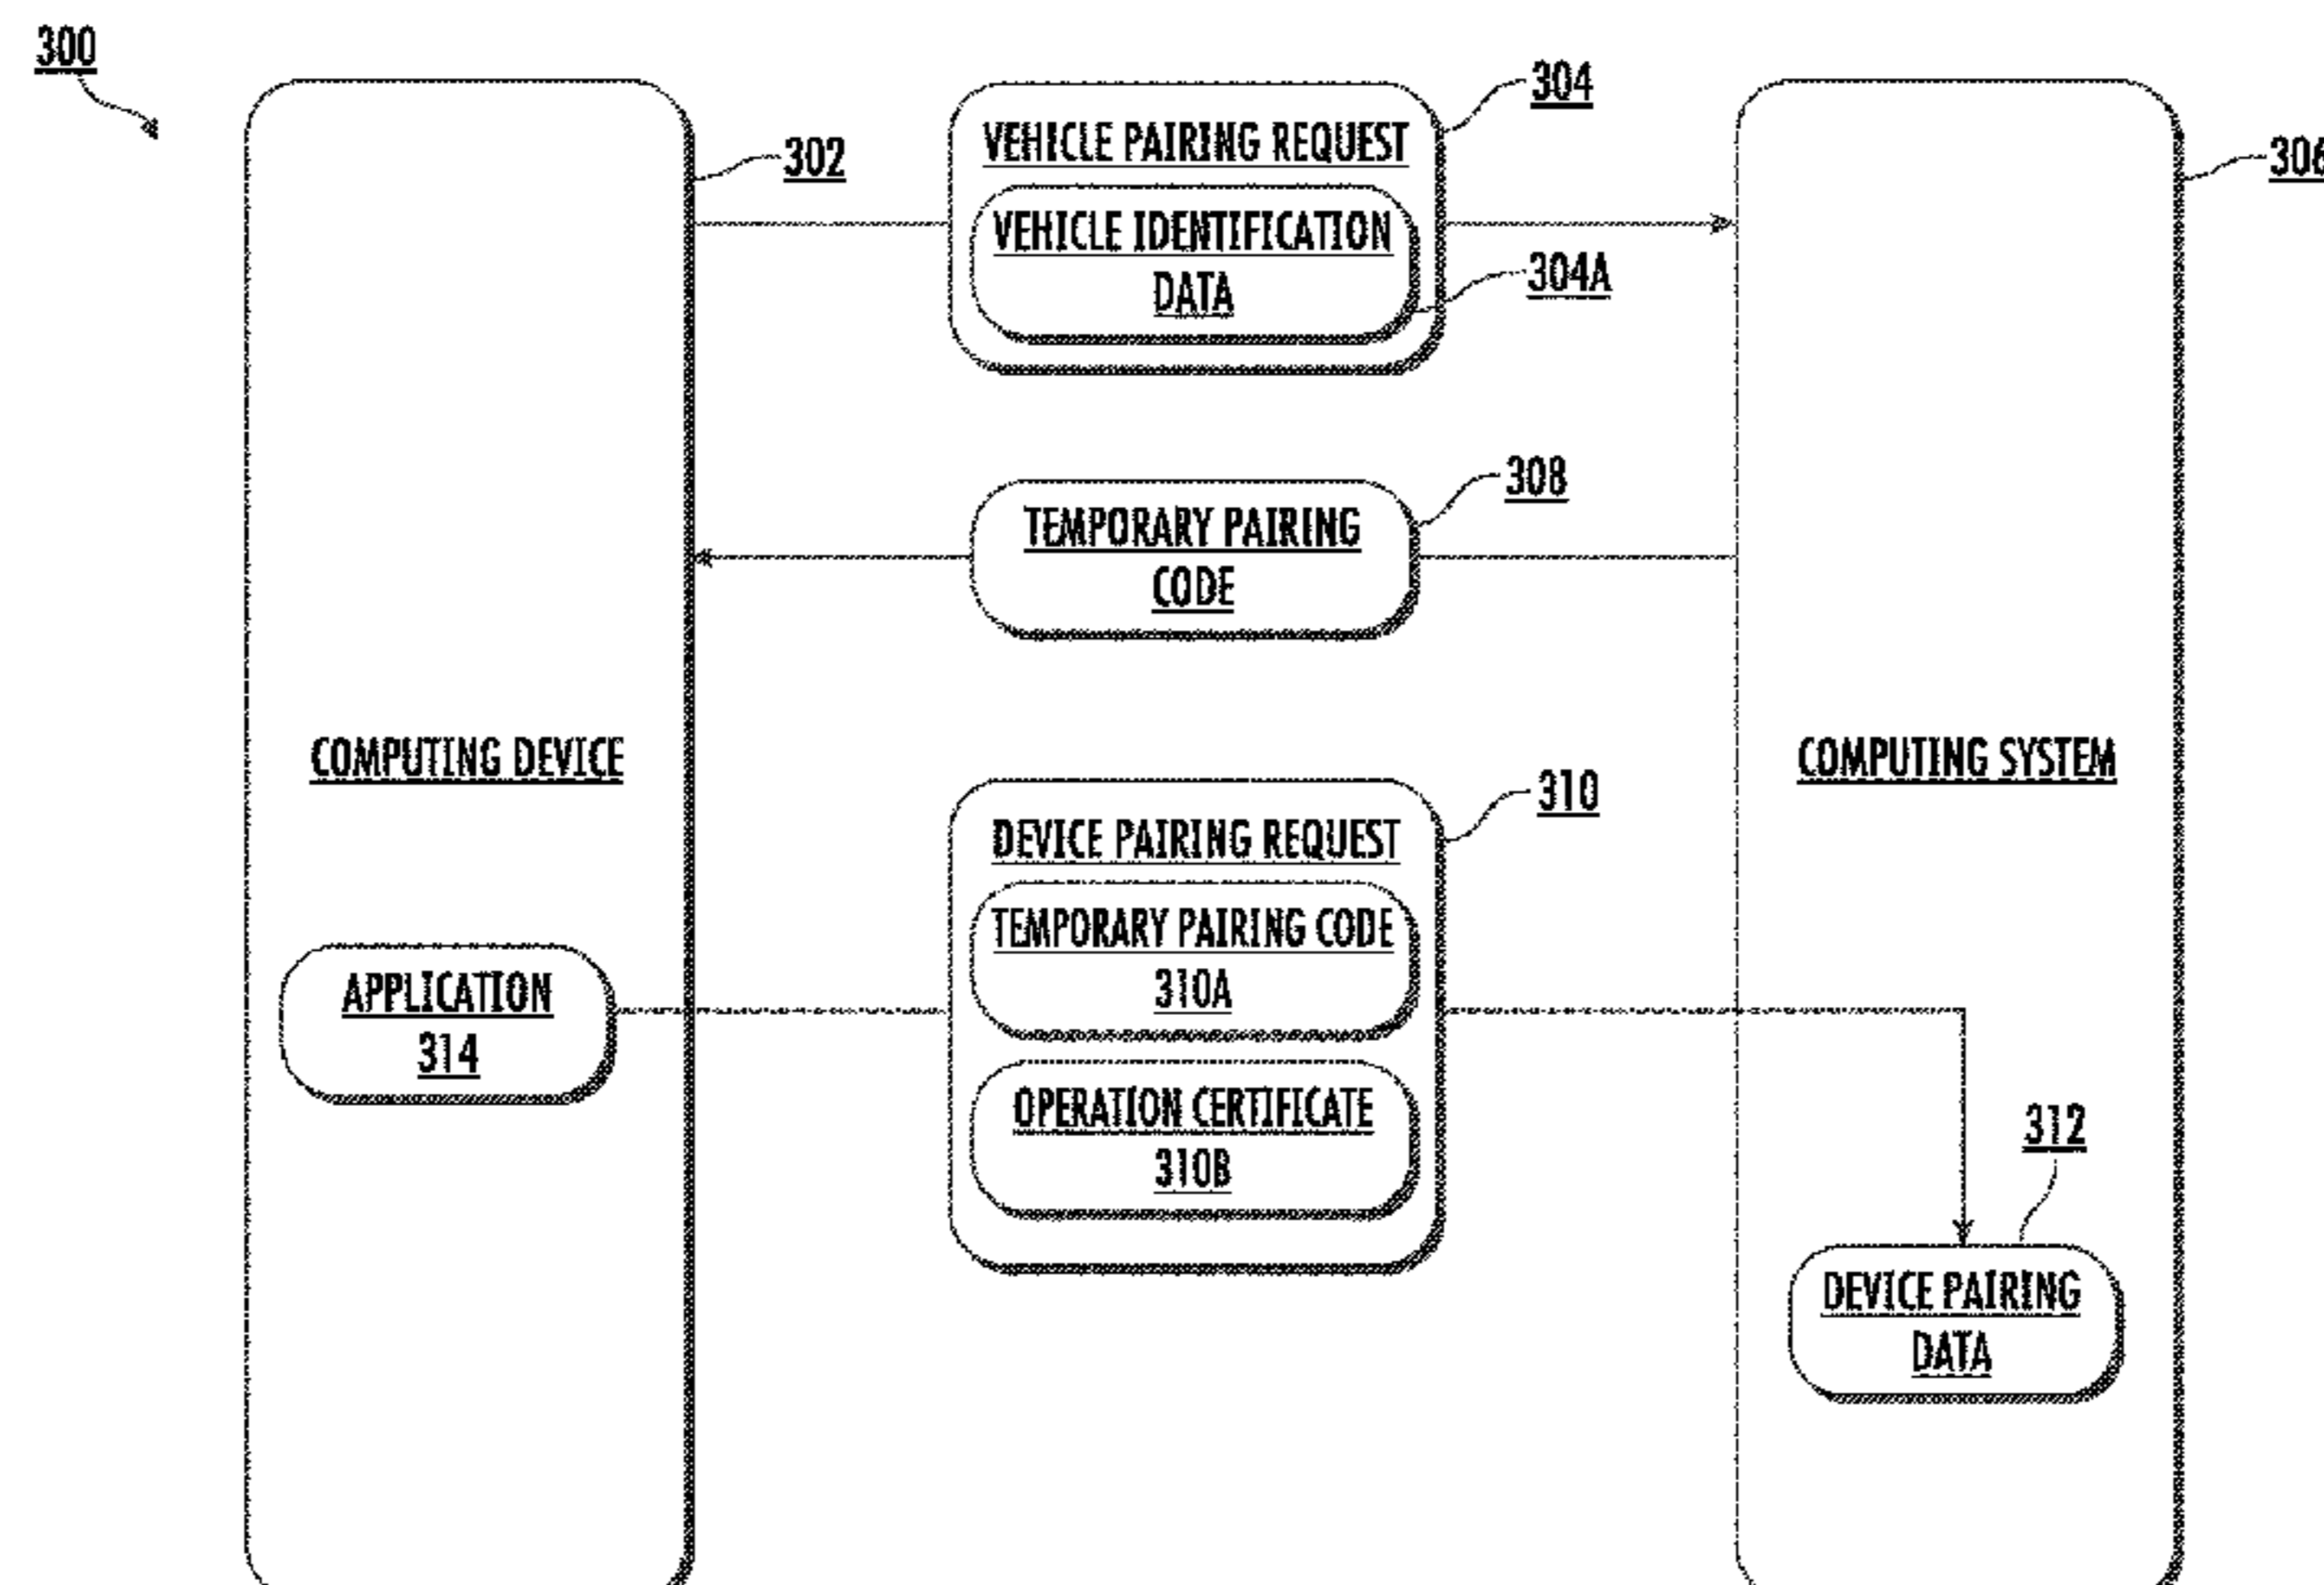 300
302
VEHICLE PAIRING REQUEST
304
VEHICLE IDENTIFICATION
DATA
304A
306
TEMPORARY PAIRING
CODE
308
COMPUTING DEVICE
COMPUTING SYSTEM
310
DEVICE PAIRING REQUEST
TEMPORARY PAIRING CODE
310A
APPLICATION
314
OPERATION CERTIFICATE
310B
312
DEVICE PAIRING
DATA